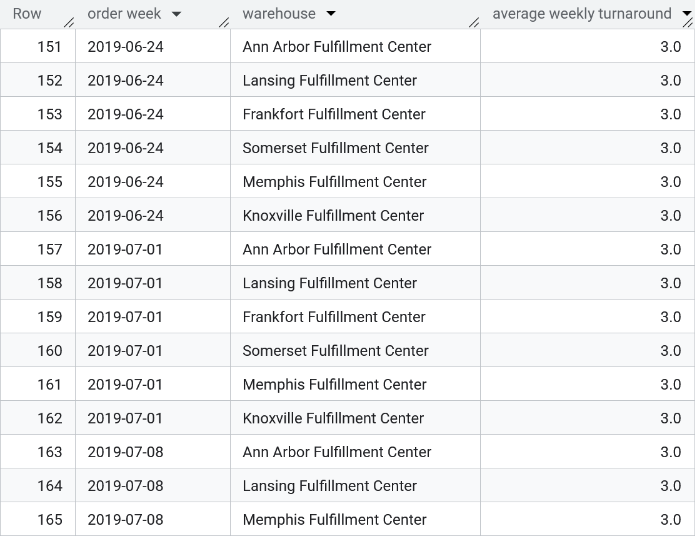 Row order week warehouse average weekly turnaround
151 2019-06-24 Ann Arbor Fulfillment Center 3.0
152 2019-06-24 Lansing Fulfillment Center 3.0
153 2019-06-24 Frankfort Fulfillment Center 3.0
154 2019-06-24 Somerset Fulfillment Center 3.0
155 2019-06-24 Memphis Fulfillment Center 3.0
156 2019-06-24 Knoxville Fulfillment Center 3.0
157 2019-07-01 Ann Arbor Fulfillment Center 3.0
158 2019-07-01 Lansing Fulfillment Center 3.0
159 2019-07-01 Frankfort Fulfillment Center 3.0
160 2019-07-01 Somerset Fulfillment Center 3.0
161 2019-07-01 Memphis Fulfillment Center 3.0
162 2019-07-01 Knoxville Fulfillment Center 3.0
163 2019-07-08 Ann Arbor Fulfillment Center 3.0
164 2019-07-08 Lansing Fulfillment Center 3.0
165 2019-07-08 Memphis Fulfillment Center 3.0